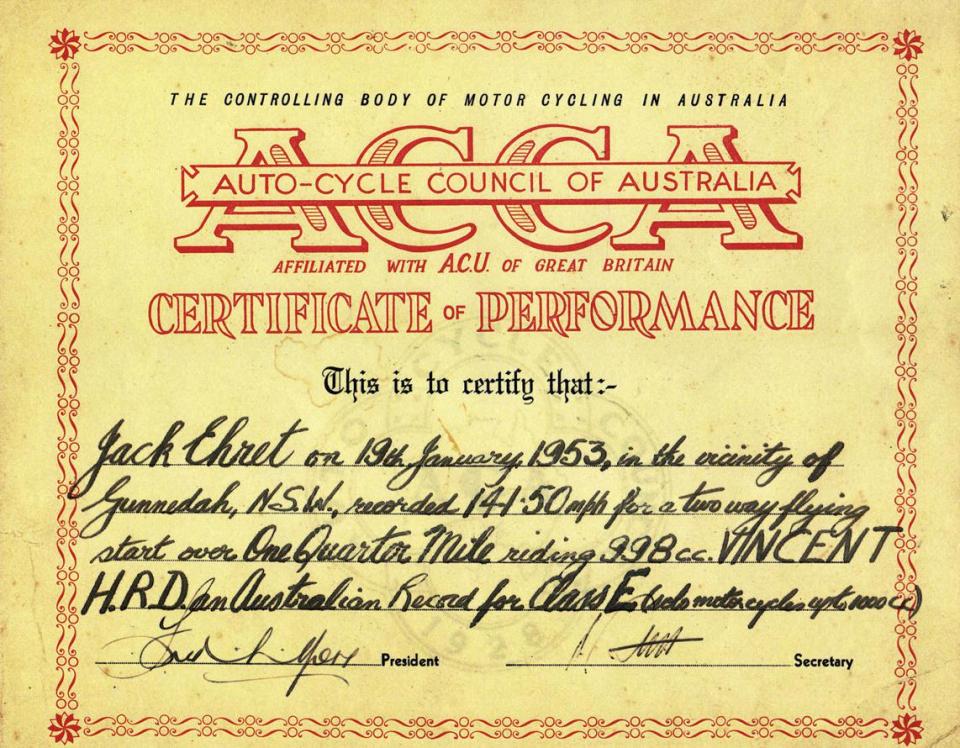 THE CONTROLLING BODY OF MOTOR CYCLING IN AUSTRALIA
ACCA
AUTO-CYCLE COUNCIL OF AUSTRALIA
AFFILIATED WITH A.C.U. OF GREAT BRITAIN
CERTIFICATE OF PERFORMANCE
This is to certify that:-
Jack Ehret on 19th January, 1953, in the vicinity of
Gunnedah, N.S.W., recorded 141·50 mph for a two way flying
start over One Quarter Mile riding 998 cc. VINCENT
H.R.D. an Australian Record for Class E (solo motor cycles upto 1000 cc)
President
Secretary
1928